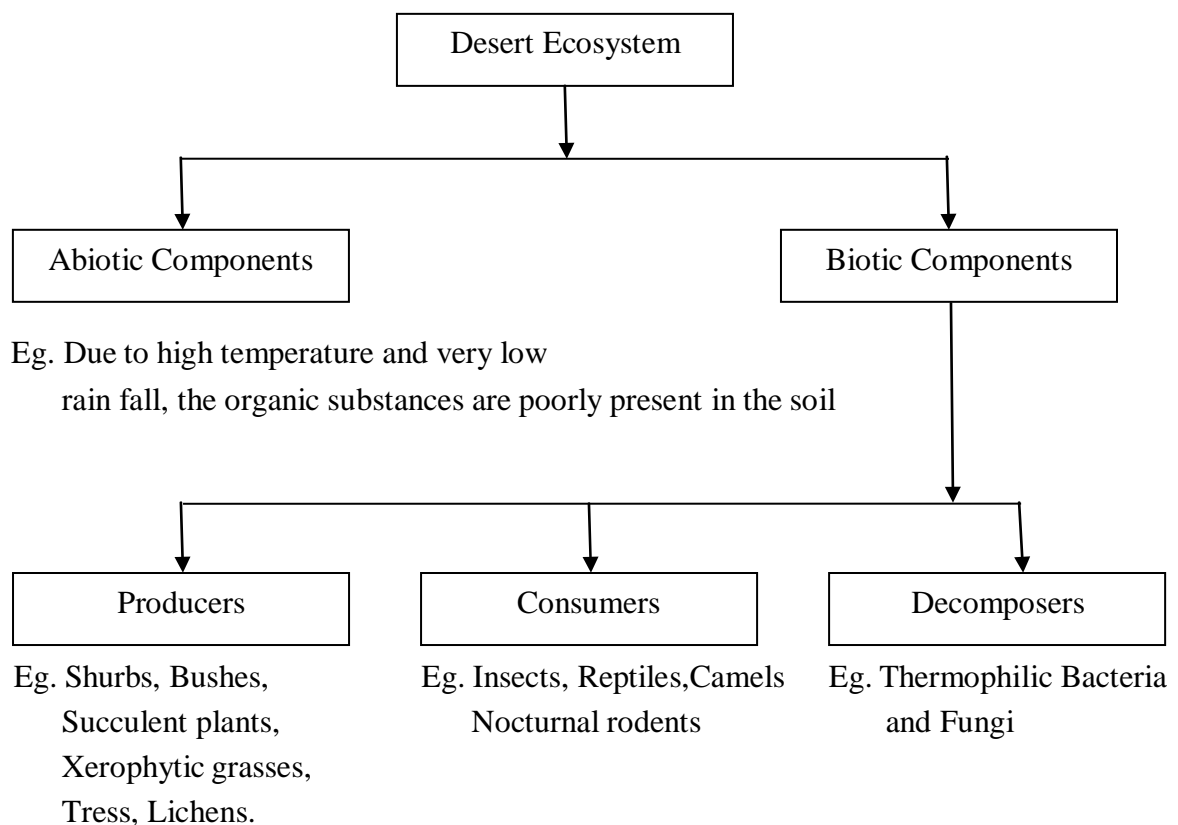 Desert Ecosystem
Abiotic Components
Biotic Components
Eg. Due to high temperature and very low
rain fall, the organic substances are poorly present in the soil
Producers
Consumers
Decomposers
Eg. Shurbs, Bushes,
Succulent plants,
Xerophytic grasses,
Tress, Lichens.
Eg. Insects, Reptiles,Camels
Nocturnal rodents
Eg. Thermophilic Bacteria
and Fungi